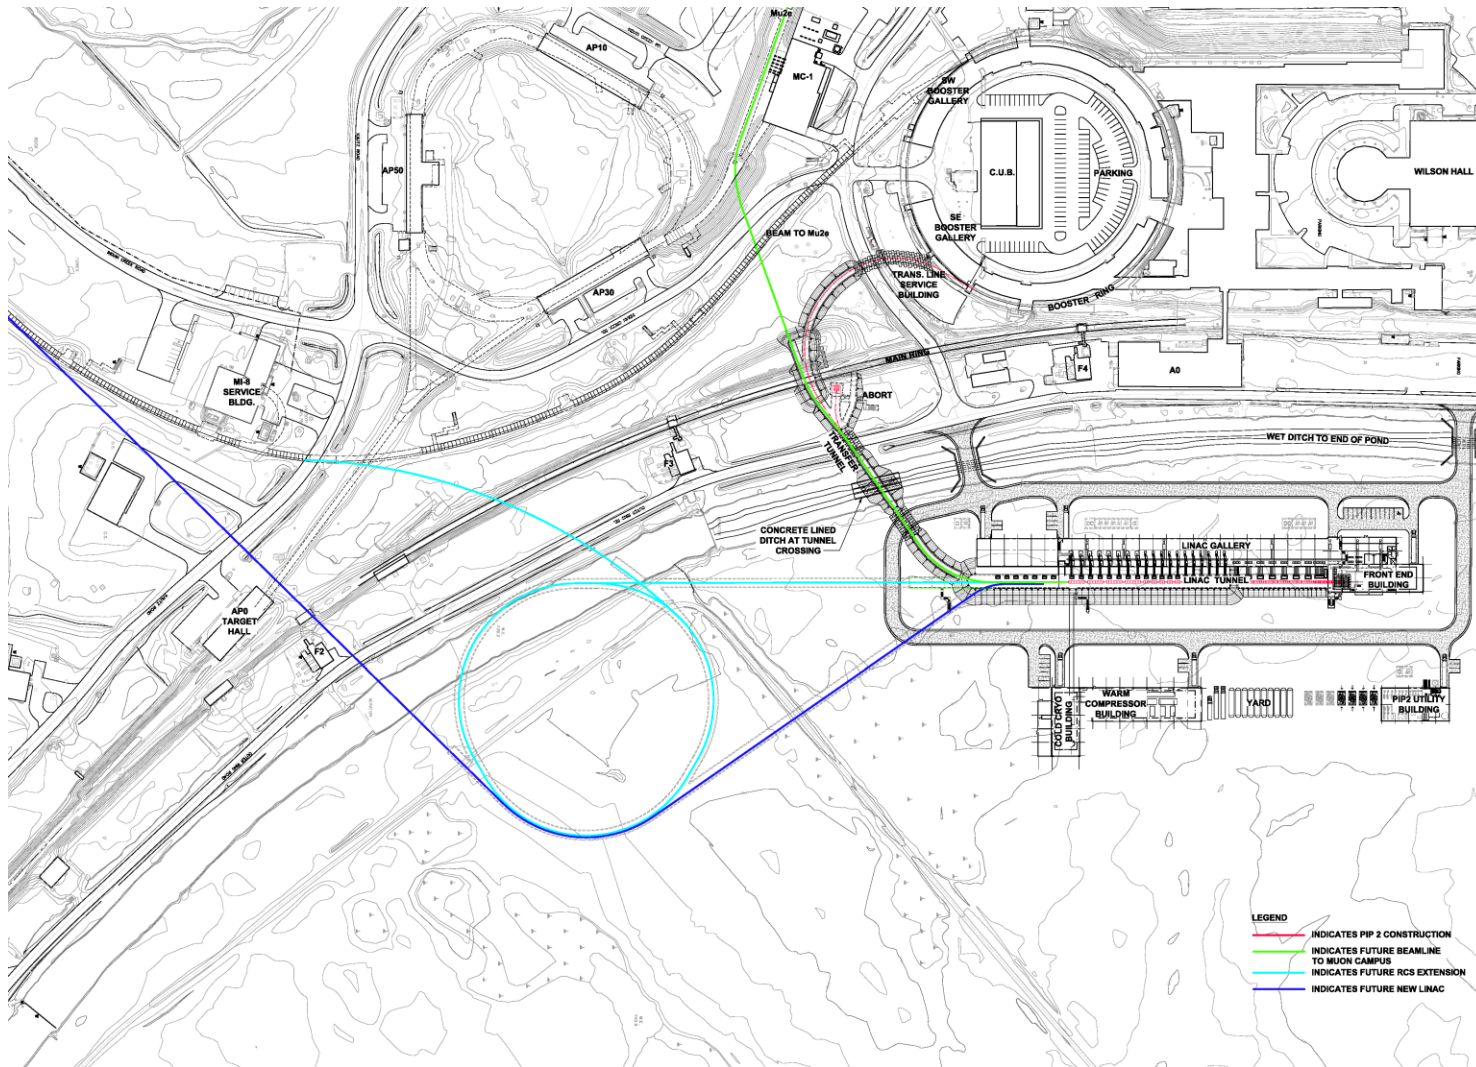 Mu2e
AP10
MC-1
SW
BOOSTER
GALLERY
C.U.B.
PARKING
WILSON HALL
AP50
SE
BOOSTER
GALLERY
BEAM TO Mu2e
TRANS. LINE
SERVICE
BUILDING
AP30
BOOSTER RING
MAIN RING
F4
A0
MI-8
SERVICE
BLDG.
ABORT
TRANSFER
TUNNEL
WET DITCH TO END OF POND
F3
CONCRETE LINED
DITCH AT TUNNEL
CROSSING
LINAC GALLERY
LINAC TUNNEL
FRONT END
BUILDING
AP0
TARGET
HALL
F2
COLD CRYO
BUILDING
WARM
COMPRESSOR
BUILDING
YARD
PIP2 UTILITY
BUILDING
LEGEND
INDICATES PIP 2 CONSTRUCTION
INDICATES FUTURE BEAMLINE
TO MUON CAMPUS
INDICATES FUTURE RCS EXTENSION
INDICATES FUTURE NEW LINAC